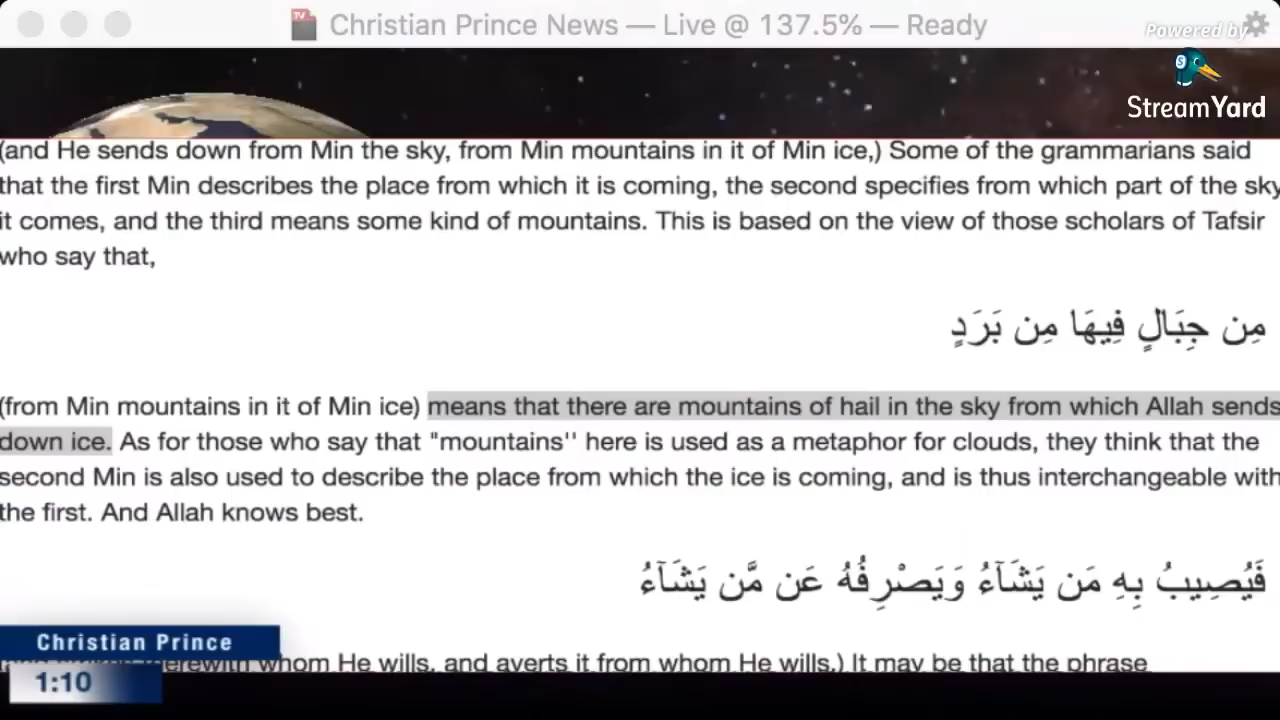 Christian Prince News — Live @ 137.5% — Ready
Powered by
StreamYard
(and He sends down from Min the sky, from Min mountains in it of Min ice,) Some of the grammarians said
that the first Min describes the place from which it is coming, the second specifies from which part of the sky
it comes, and the third means some kind of mountains. This is based on the view of those scholars of Tafsir
who say that,
مِن جِبَالٍ فِيهَا مِن بَرَدٍ
(from Min mountains in it of Min ice) means that there are mountains of hail in the sky from which Allah sends
down ice. As for those who say that "mountains'' here is used as a metaphor for clouds, they think that the
second Min is also used to describe the place from which the ice is coming, and is thus interchangeable with
the first. And Allah knows best.
فَيُصِيبُ بِهِ مَن يَشَآءُ وَيَصْرِفُهُ عَن مَّن يَشَآءُ
Christian Prince
whom He wills, and averts it from whom He wills.) It may be that the phrase
1:10